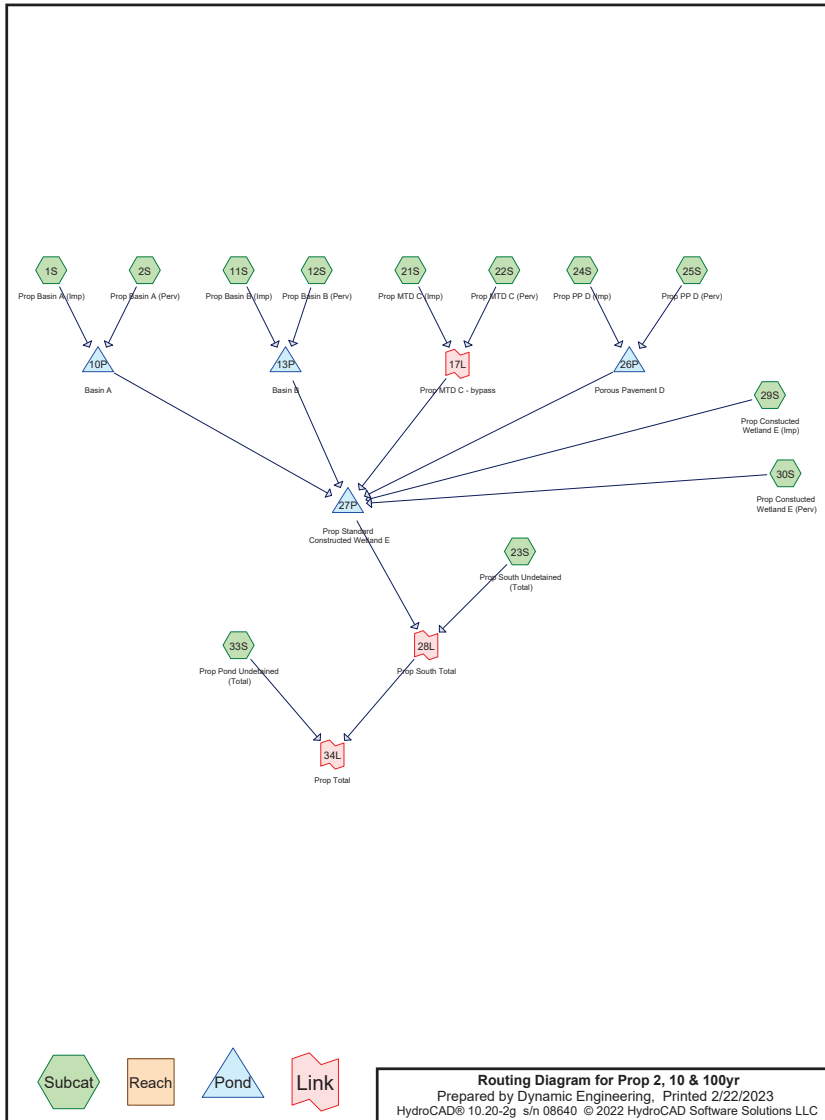 1S
2S
11S
12S
21S
22S
24S
25S
Prop Basin A (Imp)
Prop Basin A (Perv)
Prop Basin B (Imp)
Prop Basin B (Perv)
Prop MTD C (Imp)
Prop MTD C (Perv)
Prop PP D (Imp)
Prop PP D (Perv)
10P
13P
17L
26P
Basin A
Basin B
Prop MTD C - bypass
Porous Pavement D
29S
Prop Constucted
Wetland E (Imp)
30S
Prop Constucted
Wetland E (Perv)
27P
Prop Standard
Constructed Wetland E
23S
Prop South Undetained
(Total)
33S
Prop Pond Undetained
(Total)
28L
Prop South Total
34L
Prop Total
Subcat
Reach
Pond
Link
Routing Diagram for Prop 2, 10 & 100yr
Prepared by Dynamic Engineering, Printed 2/22/2023
HydroCAD® 10.20-2g s/n 08640 © 2022 HydroCAD Software Solutions LLC